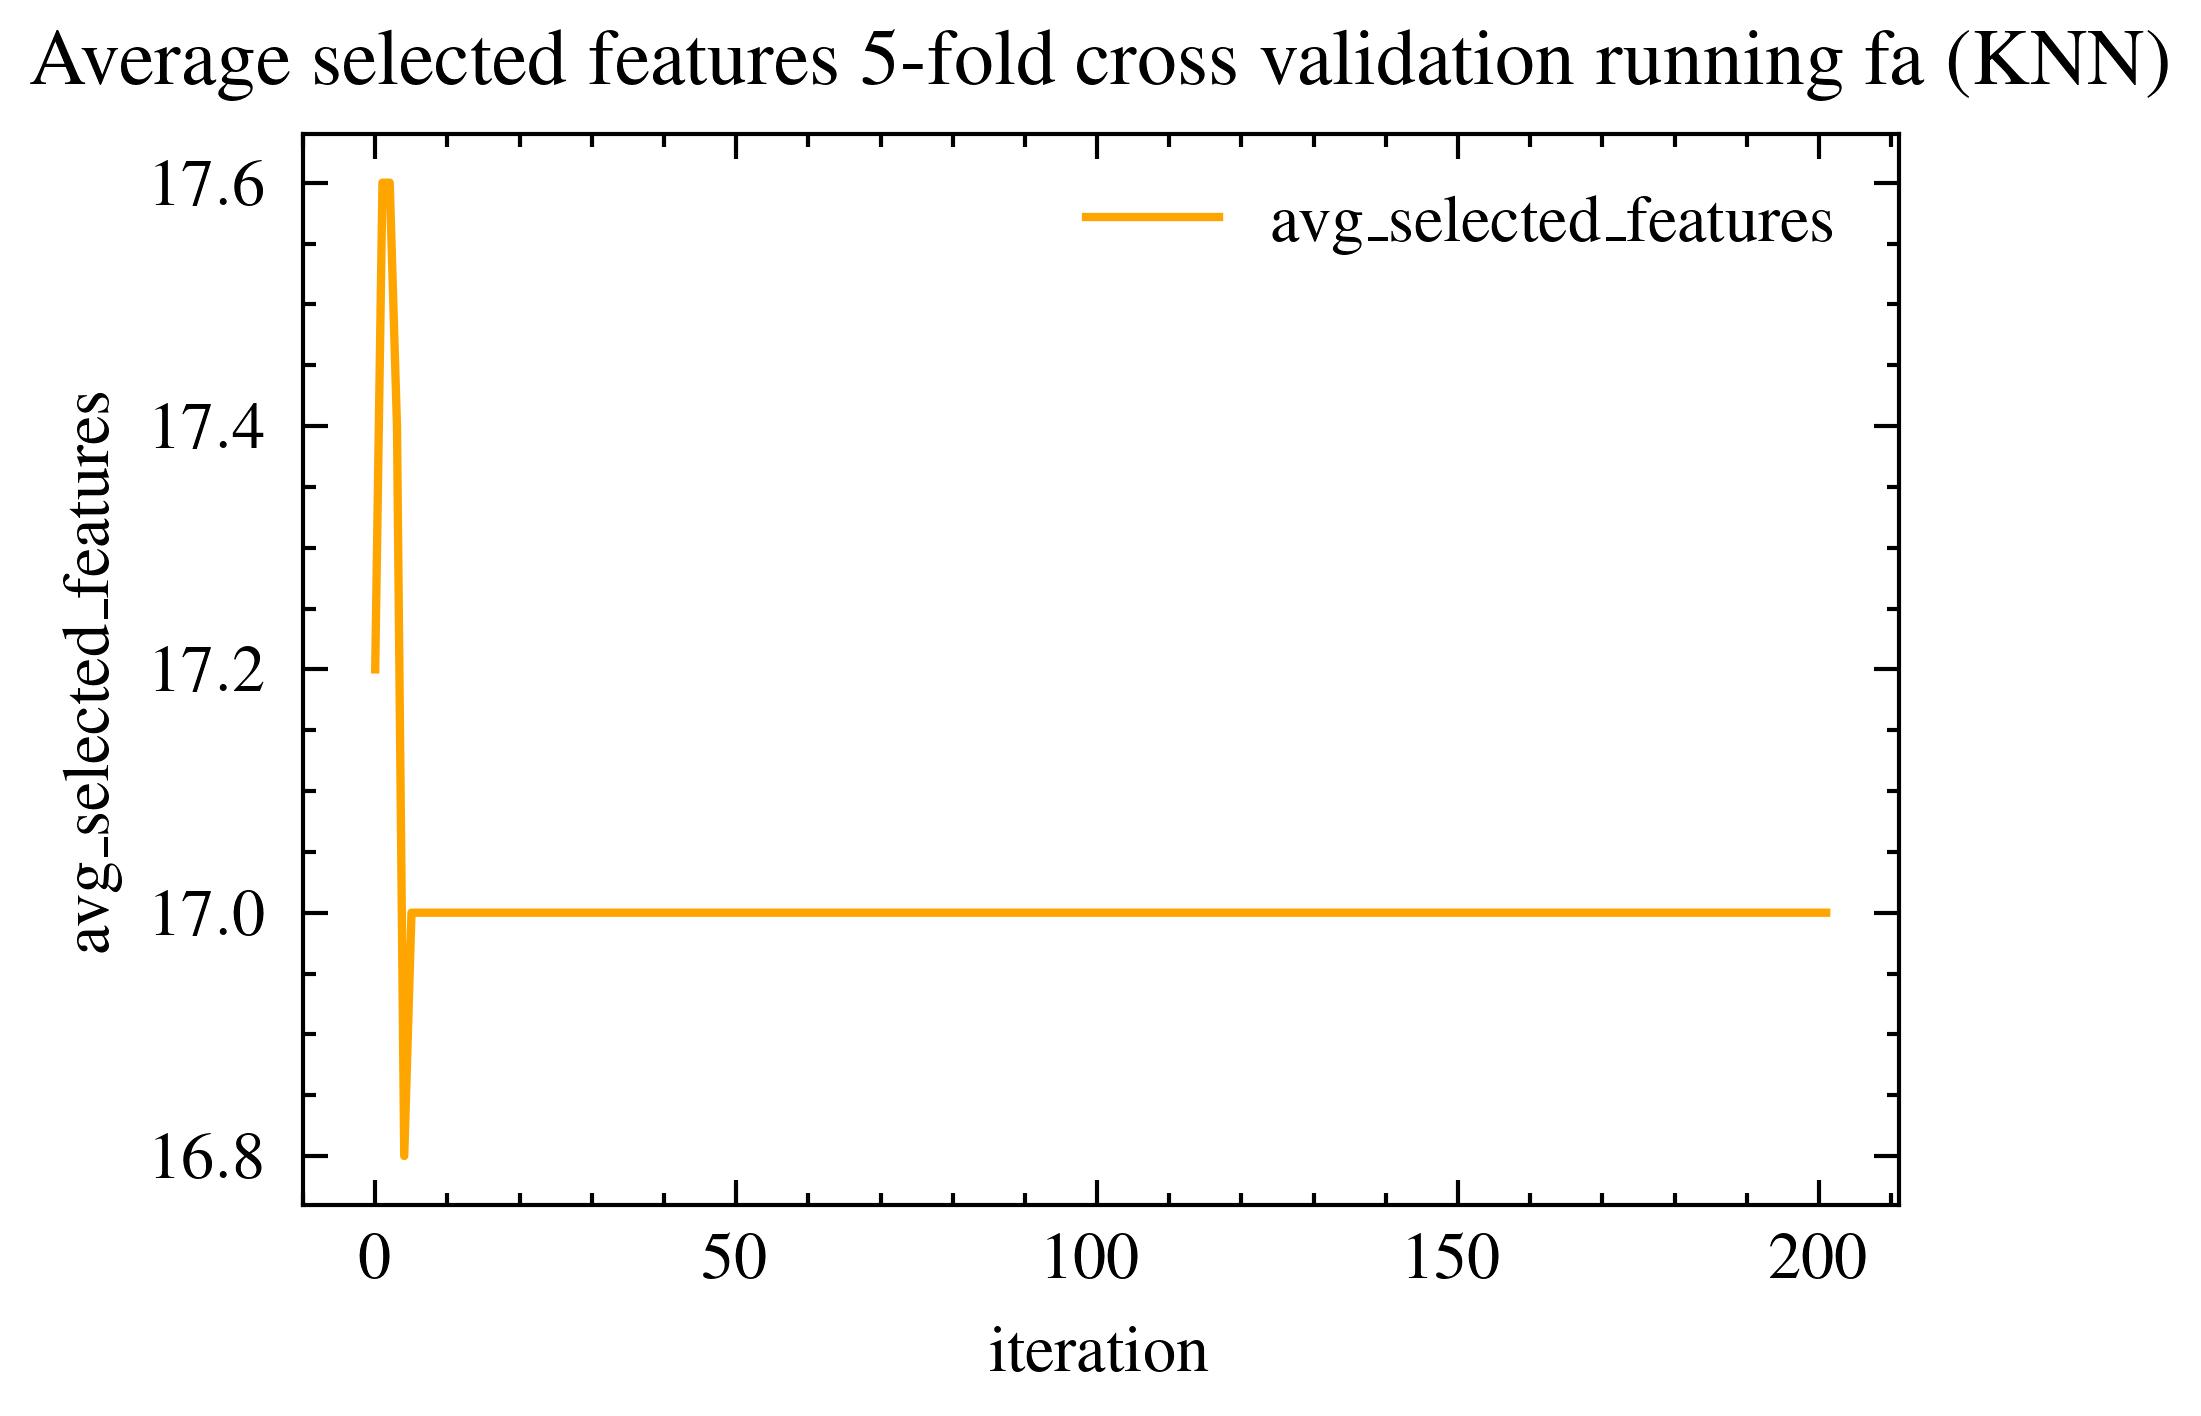 Average selected features 5-fold cross validation running fa (KNN)
avg_selected_features
17.6
17.4
17.2
17.0
16.8
avg_selected_features
0 50 100 150 200
iteration